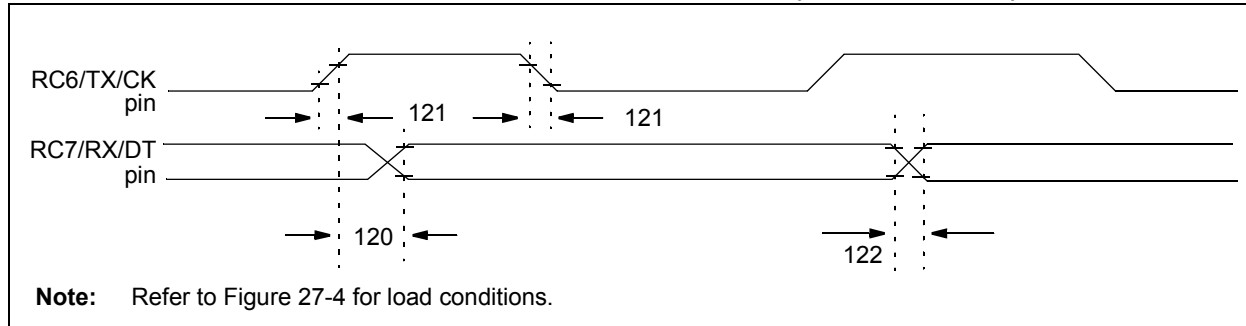 RC6/TX/CK
pin
121
121
RC7/RX/DT
pin
120
122
Note: Refer to Figure 27-4 for load conditions.